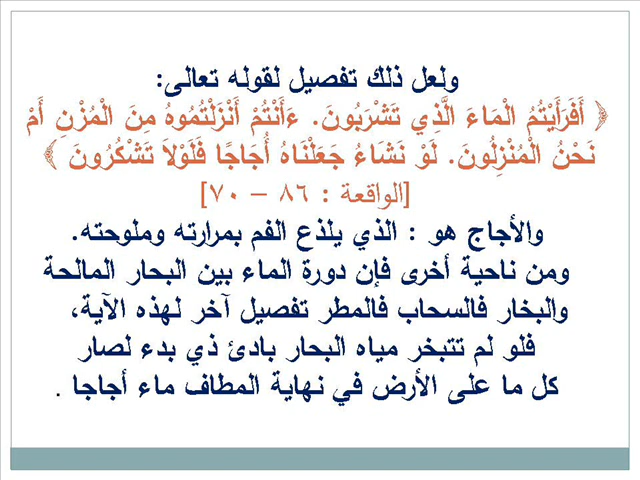 ولعل ذلك تفصيل لقوله تعالى:
﴿ أَفَرَأَيْتُمُ الْمَاءَ الَّذِي تَشْرَبُونَ. ءَأَنْتُمْ أَنْزَلْتُمُوهُ مِنَ الْمُزْنِ أَمْ
نَحْنُ الْمُنْزِلُونَ. لَوْ نَشَاءُ جَعَلْنَاهُ أُجَاجًا فَلَوْلاَ تَشْكُرُونَ ﴾
[الواقعة : ٨٦ – ٧٠]
والأجاج هو : الذي يلذع الفم بمرارته وملوحته.
ومن ناحية أخرى فإن دورة الماء بين البحار المالحة
والبخار فالسحاب فالمطر تفصيل آخر لهذه الآية،
فلو لم تتبخر مياه البحار بادئ ذي بدء لصار
كل ما على الأرض في نهاية المطاف ماء أجاجا .